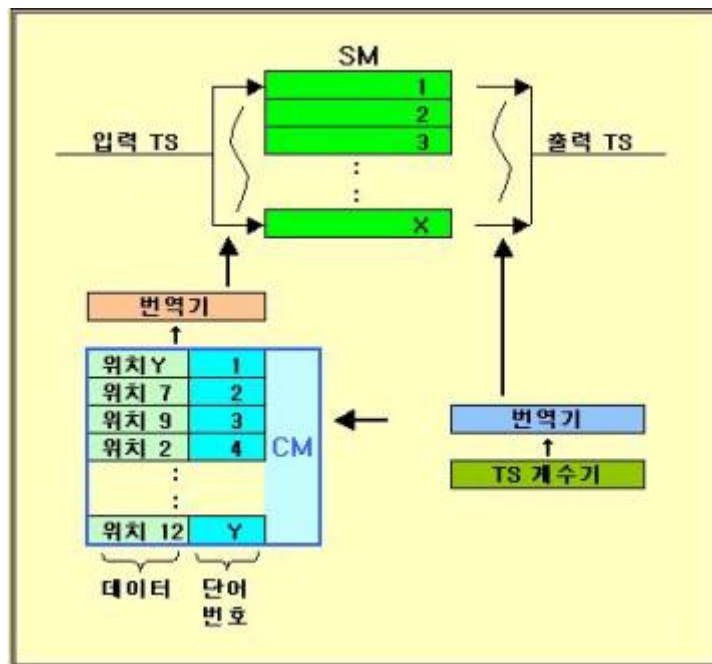 SM
1
2
3
:
:
X
입력 TS
출력 TS
번역기
위치 Y 1
위치 7 2
위치 9 3
위치 2 4
:
:
위치 12 Y
CM
데이터
단어
번호
번역기
TS 계수기